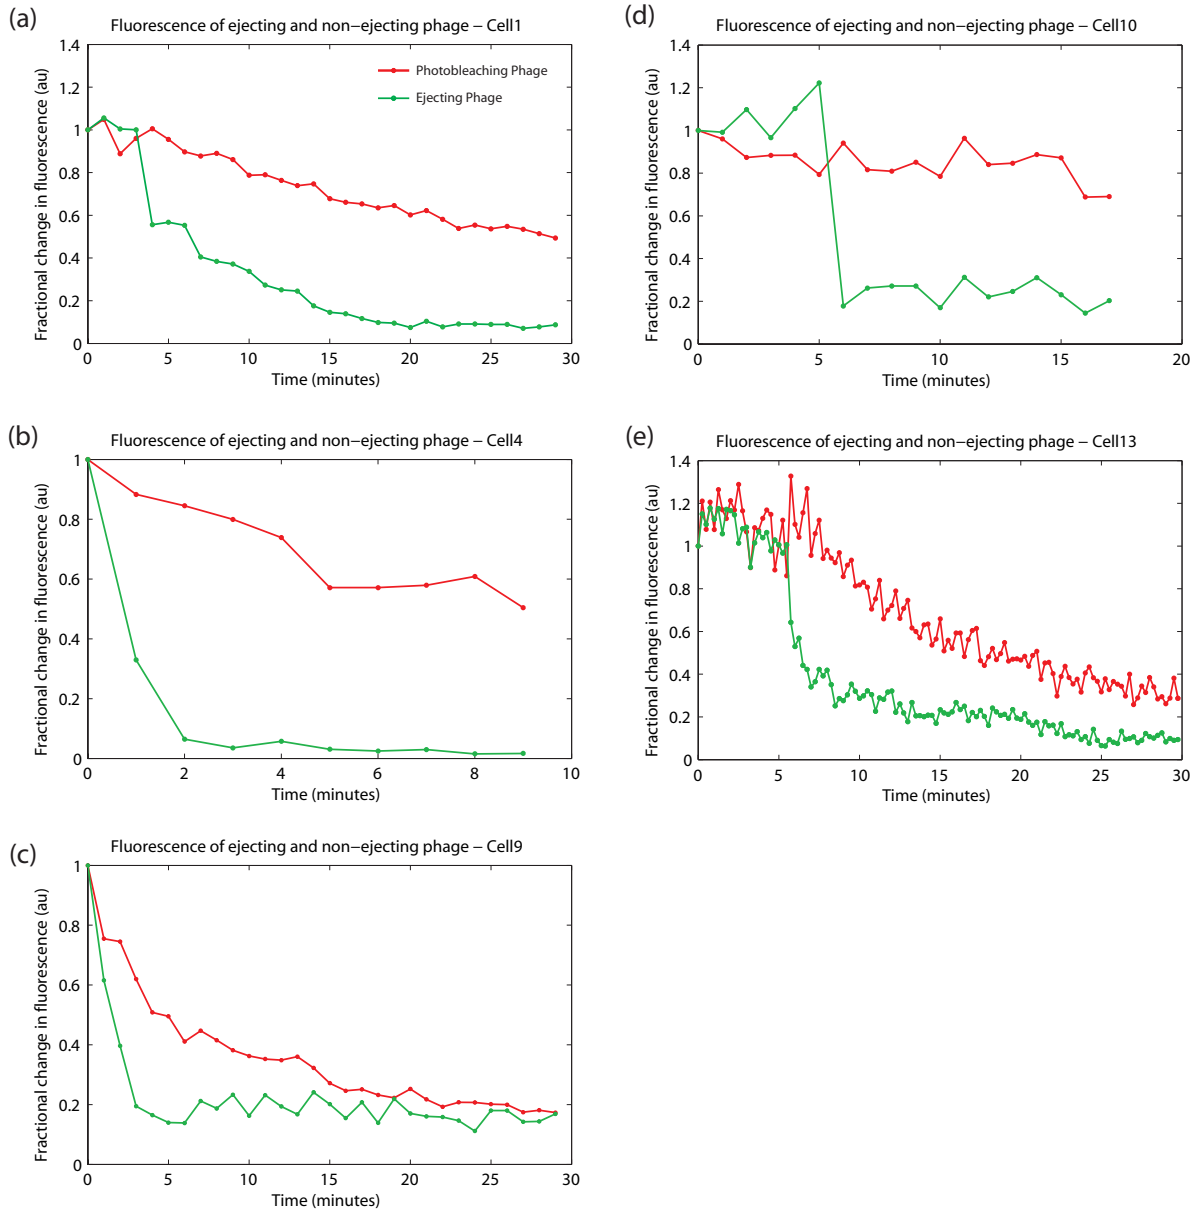 (a)
Fluorescence of ejecting and non−ejecting phage − Cell1
Fractional change in fluorescence (au)
1.4
1.2
1
0.8
0.6
0.4
0.2
0
Photobleaching Phage
Ejecting Phage
0 5 10 15 20 25 30
Time (minutes)
(b)
Fluorescence of ejecting and non−ejecting phage − Cell4
Fractional change in fluorescence (au)
1
0.8
0.6
0.4
0.2
0
0 2 4 6 8 10
Time (minutes)
(c)
Fluorescence of ejecting and non−ejecting phage − Cell9
Fractional change in fluorescence (au)
1
0.8
0.6
0.4
0.2
0
0 5 10 15 20 25 30
Time (minutes)
(d)
Fluorescence of ejecting and non−ejecting phage − Cell10
Fractional change in fluorescence (au)
1.4
1.2
1
0.8
0.6
0.4
0.2
0
0 5 10 15 20
Time (minutes)
(e)
Fluorescence of ejecting and non−ejecting phage − Cell13
Fractional change in fluorescence (au)
1.4
1.2
1
0.8
0.6
0.4
0.2
0
0 5 10 15 20 25 30
Time (minutes)